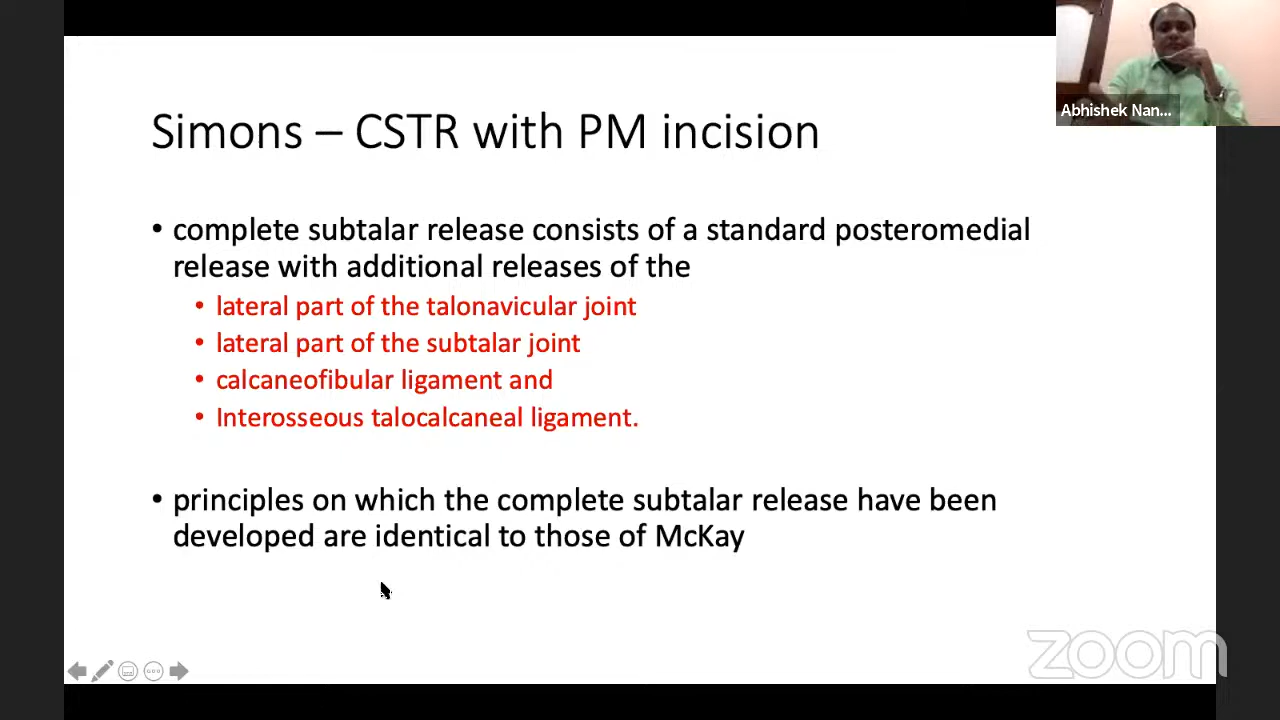 Simons – CSTR with PM incision
• complete subtalar release consists of a standard posteromedial
release with additional releases of the
• lateral part of the talonavicular joint
• lateral part of the subtalar joint
• calcaneofibular ligament and
• Interosseous talocalcaneal ligament.
• principles on which the complete subtalar release have been
developed are identical to those of McKay
Abhishek Nan...
zoom